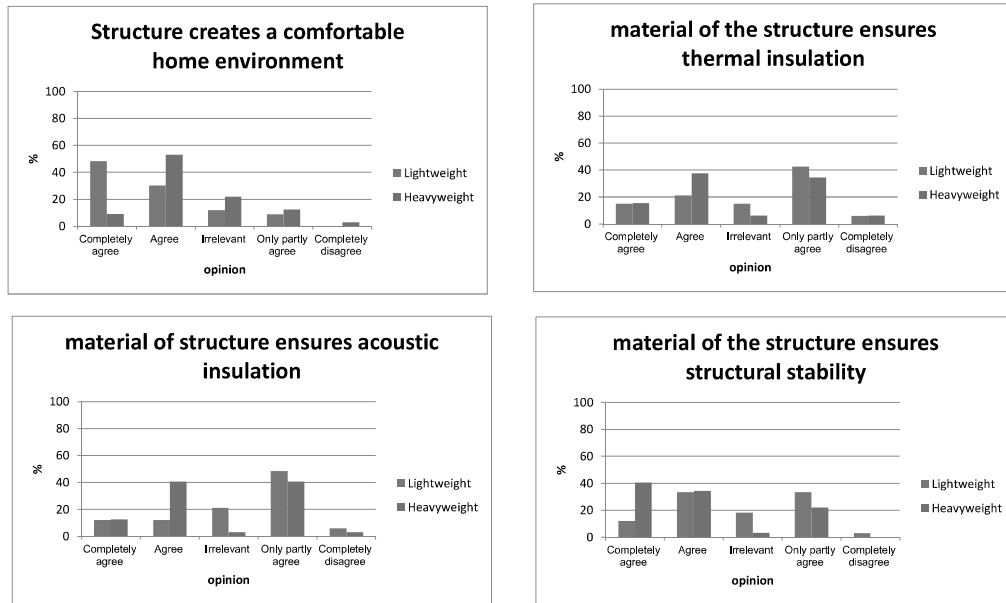 Structure creates a comfortable
home environment
100
80
60
40
20
0
%
Completely agree
Agree
Irrelevant
Only partly agree
Completely disagree
opinion
Lightweight
Heavyweight
material of the structure ensures
thermal insulation
100
80
60
40
20
0
%
Completely agree
Agree
Irrelevant
Only partly agree
Completely disagree
opinion
Lightweight
Heavyweight
material of structure ensures acoustic
insulation
100
80
60
40
20
0
%
Completely agree
Agree
Irrelevant
Only partly agree
Completely disagree
opinion
Lightweight
Heavyweight
material of the structure ensures
structural stability
100
80
60
40
20
0
%
Completely agree
Agree
Irrelevant
Only partly agree
Completely disagree
opinion
Lightweight
Heavyweight